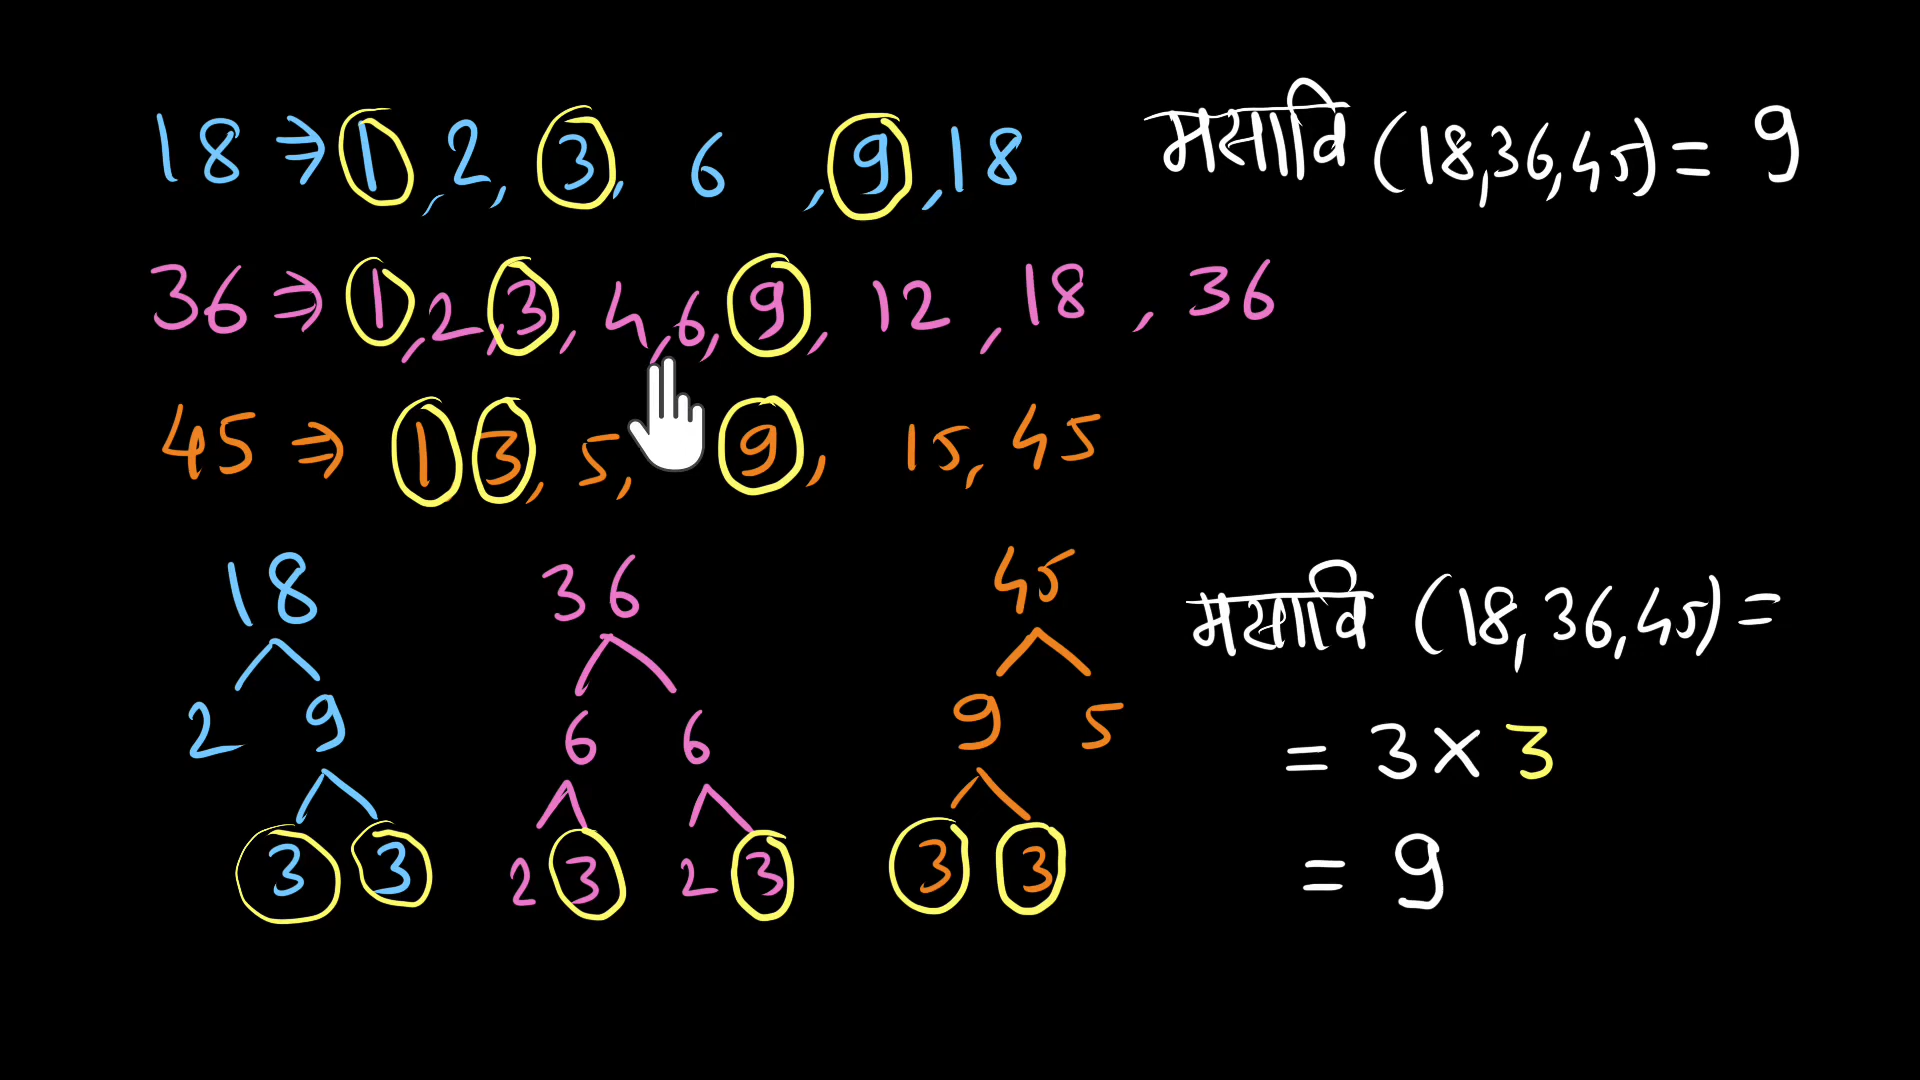 18 ⇒ 1, 2, 3, 6, 9, 18
मसावि (18, 36, 45) = 9
36 ⇒ 1, 2, 3, 4, 6, 9, 12, 18, 36
45 ⇒ 1 3, 5, 9, 15, 45
18 36 45
मसावि (18, 36, 45) =
2 9 6 6 9 5
= 3 × 3
3 3 2 3 2 3 3 3
= 9